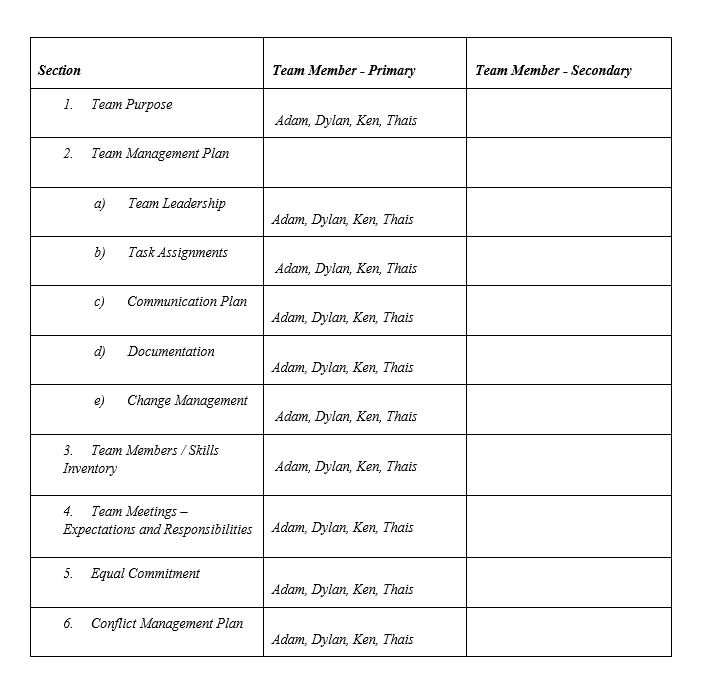 Section Team Member - Primary Team Member - Secondary
1. Team Purpose
Adam, Dylan, Ken, Thais
2. Team Management Plan
a) Team Leadership
Adam, Dylan, Ken, Thais
b) Task Assignments
Adam, Dylan, Ken, Thais
c) Communication Plan
Adam, Dylan, Ken, Thais
d) Documentation
Adam, Dylan, Ken, Thais
e) Change Management
Adam, Dylan, Ken, Thais
3. Team Members / Skills
Inventory
Adam, Dylan, Ken, Thais
4. Team Meetings –
Expectations and Responsibilities
Adam, Dylan, Ken, Thais
5. Equal Commitment
Adam, Dylan, Ken, Thais
6. Conflict Management Plan
Adam, Dylan, Ken, Thais